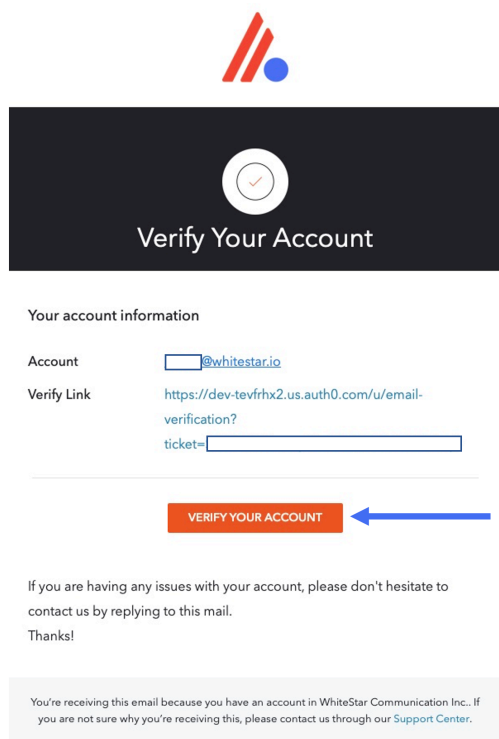 Verify Your Account
Your account information
Account @whitestar.io
Verify Link https://dev-tevfrhx2.us.auth0.com/u/email-
verification?
ticket=
VERIFY YOUR ACCOUNT
If you are having any issues with your account, please don't hesitate to
contact us by replying to this mail.
Thanks!
You're receiving this email because you have an account in WhiteStar Communication Inc.. If
you are not sure why you're receiving this, please contact us through our Support Center.